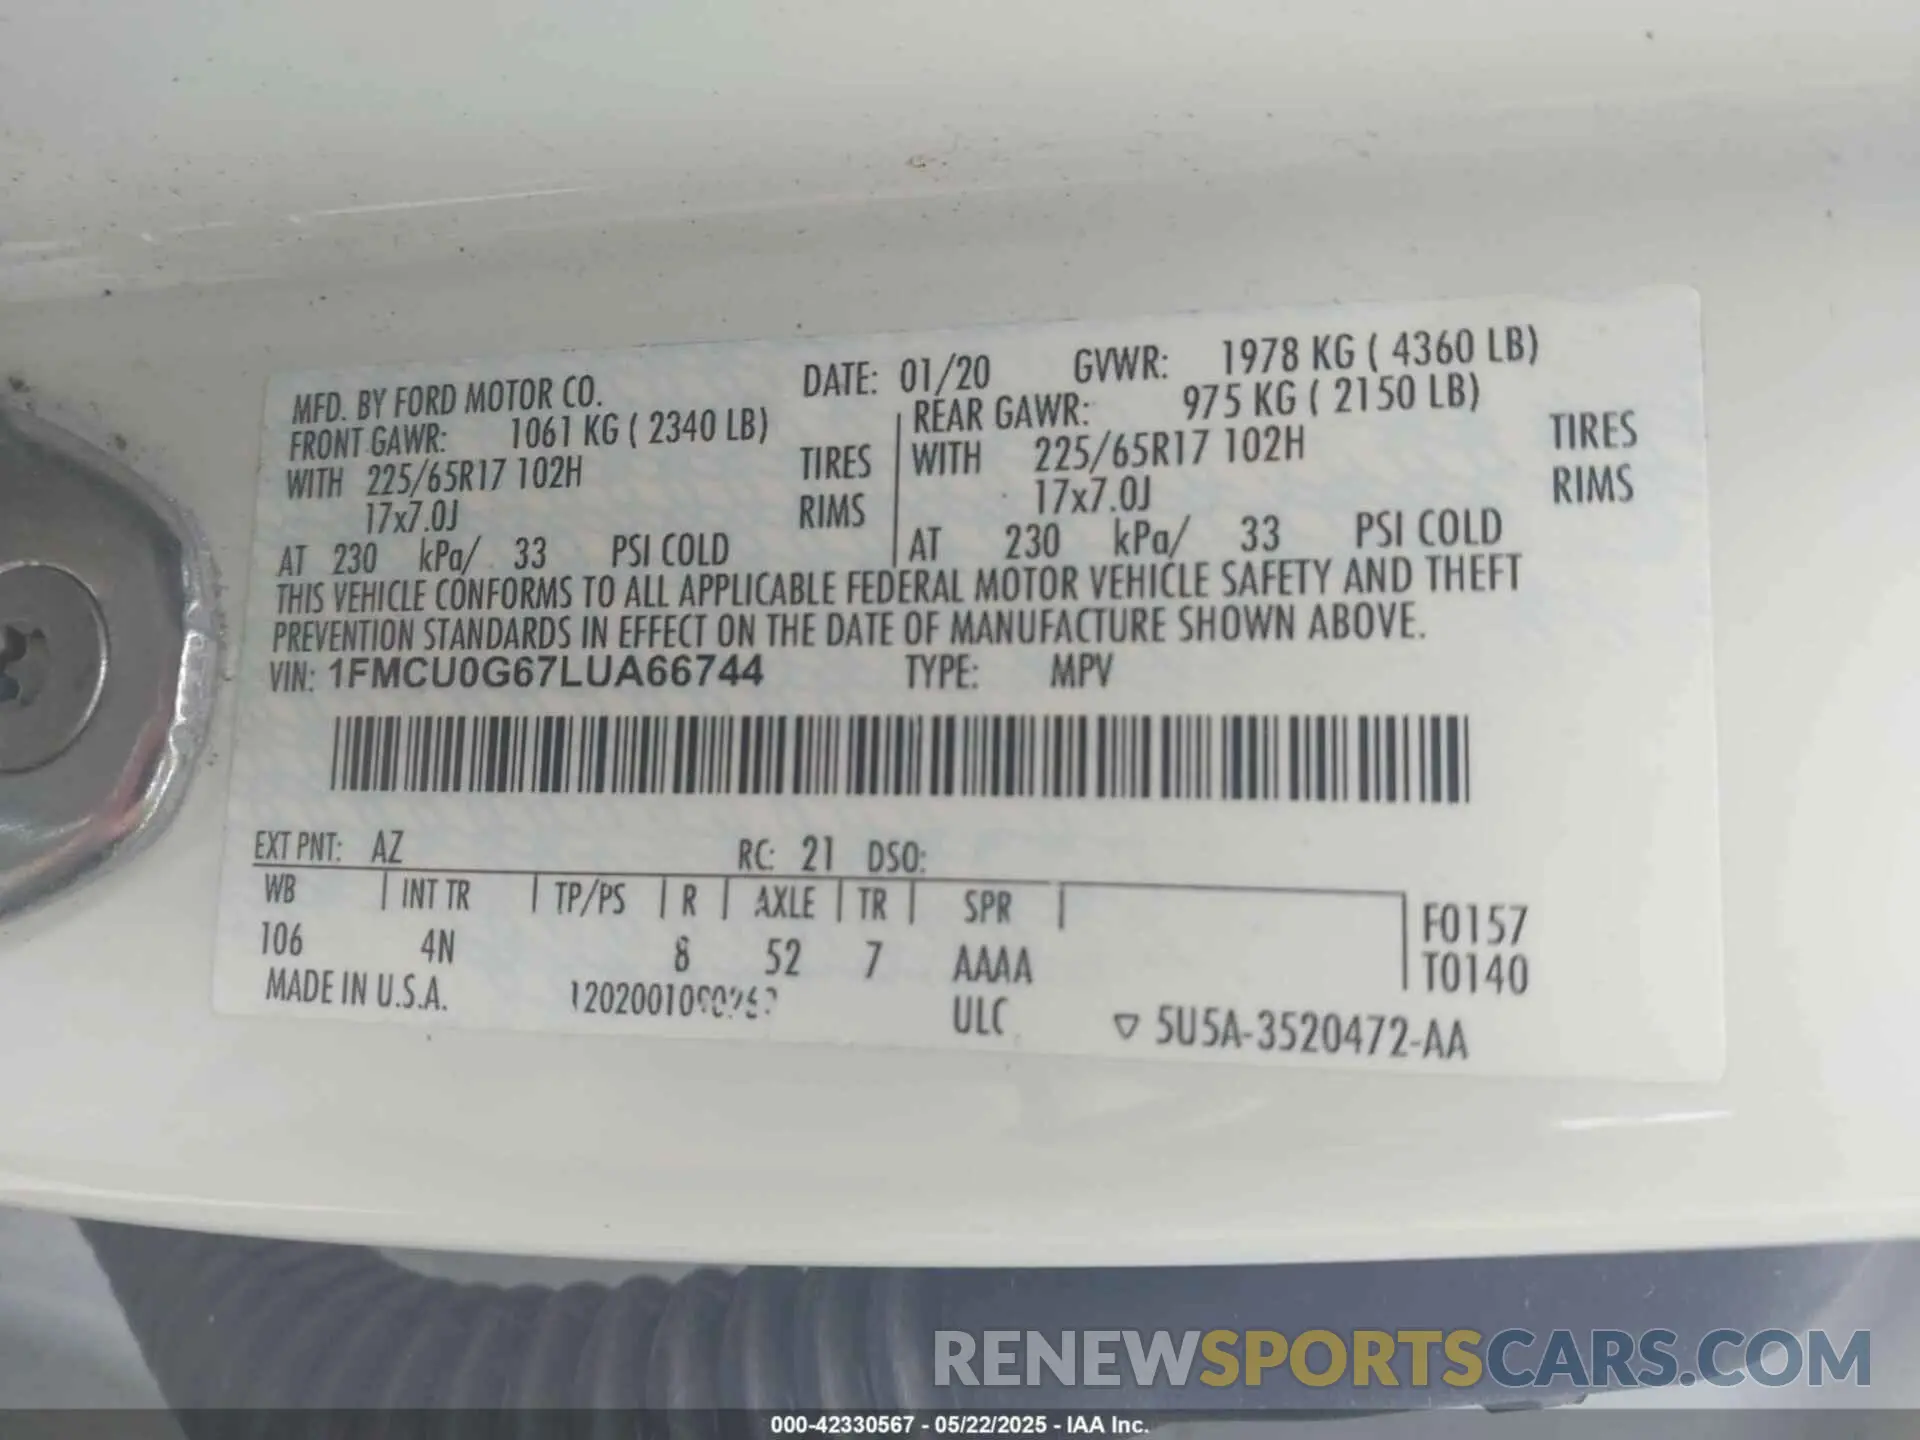 MFD. BY FORD MOTOR CO. DATE: 01/20 GVWR: 1978 KG ( 4360 LB)
FRONT GAWR: 1061 KG ( 2340 LB) REAR GAWR: 975 KG ( 2150 LB)
WITH 225/65R17 102H TIRES WITH 225/65R17 102H TIRES
17x7.0J RIMS 17x7.0J RIMS
AT 230 kPa/ 33 PSI COLD AT 230 kPa/ 33 PSI COLD
THIS VEHICLE CONFORMS TO ALL APPLICABLE FEDERAL MOTOR VEHICLE SAFETY AND THEFT
PREVENTION STANDARDS IN EFFECT ON THE DATE OF MANUFACTURE SHOWN ABOVE.
VIN: 1FMCU0G67LUA66744 TYPE: MPV
EXT PNT: AZ RC: 21 DSO:
WB INT TR TP/PS R AXLE TR SPR F0157
106 4N 8 52 7 AAAA T0140
MADE IN U.S.A. ULC ▽ 5U5A-3520472-AA
RENEWSPORTSCARS.COM
000-42330567 - 05/22/2025 - IAA Inc.